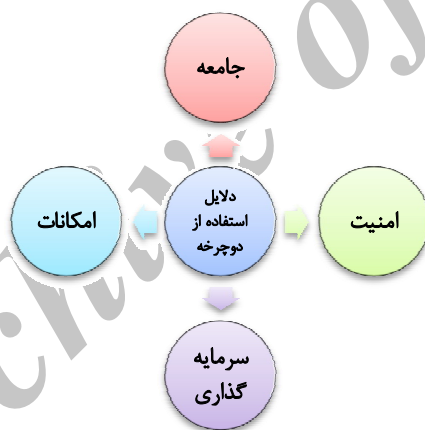 جامعه
امکانات
دلایل
استفاده از
دوچرخه
امنیت
سرمایه
گذاری